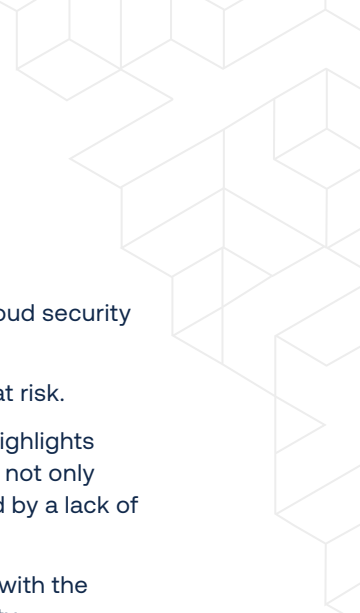 oud security
at risk.
ighlights
not only
d by a lack of
with the